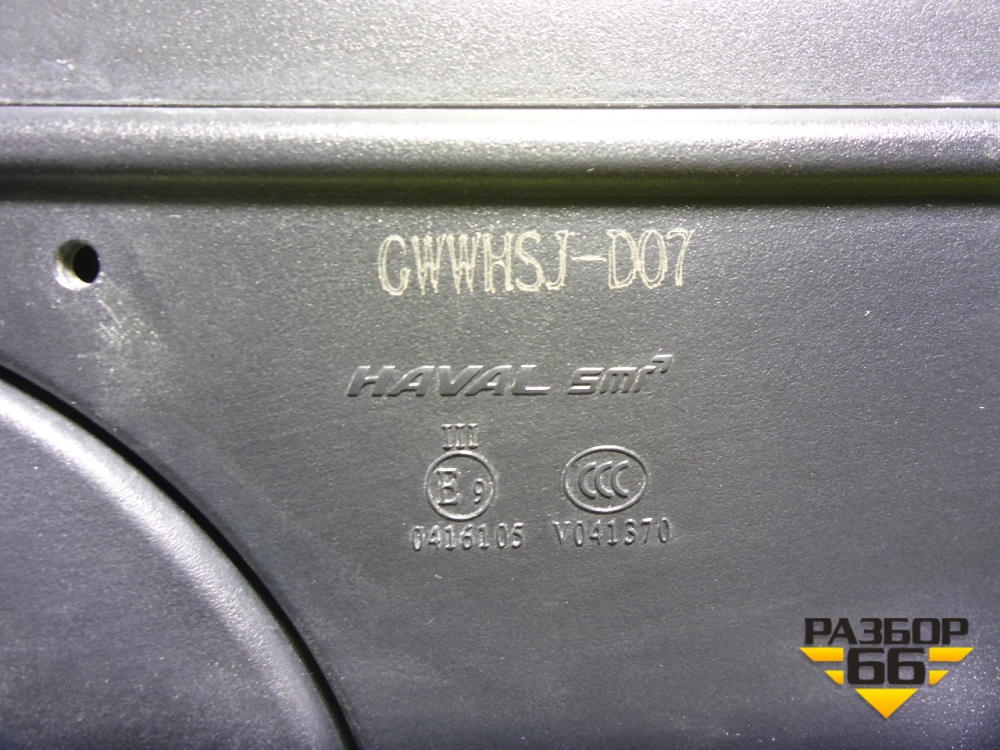 GWWHSJ-D07
HAVAL smr
III
E9 CCC
0416105 V041370
РАЗБОР
66